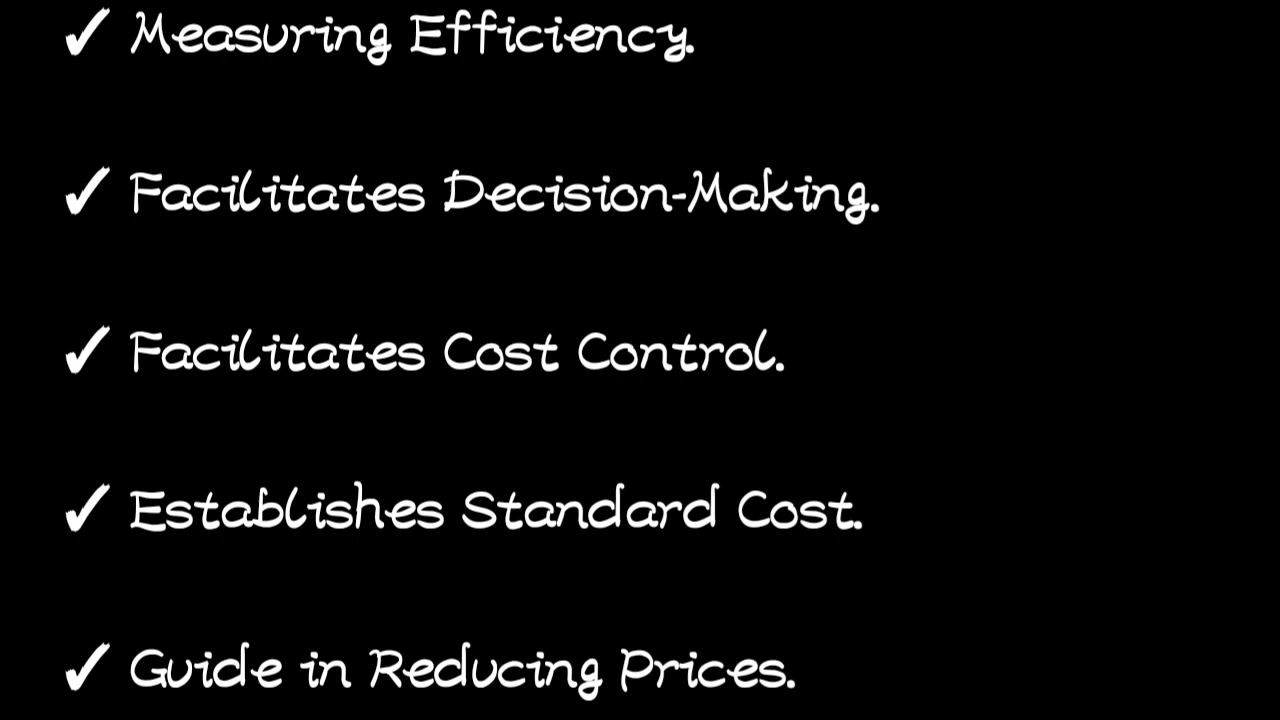 ✓ Measuring Efficiency.
✓ Facilitates Decision-Making.
✓ Facilitates Cost Control.
✓ Establishes Standard Cost.
✓ Guide in Reducing Prices.